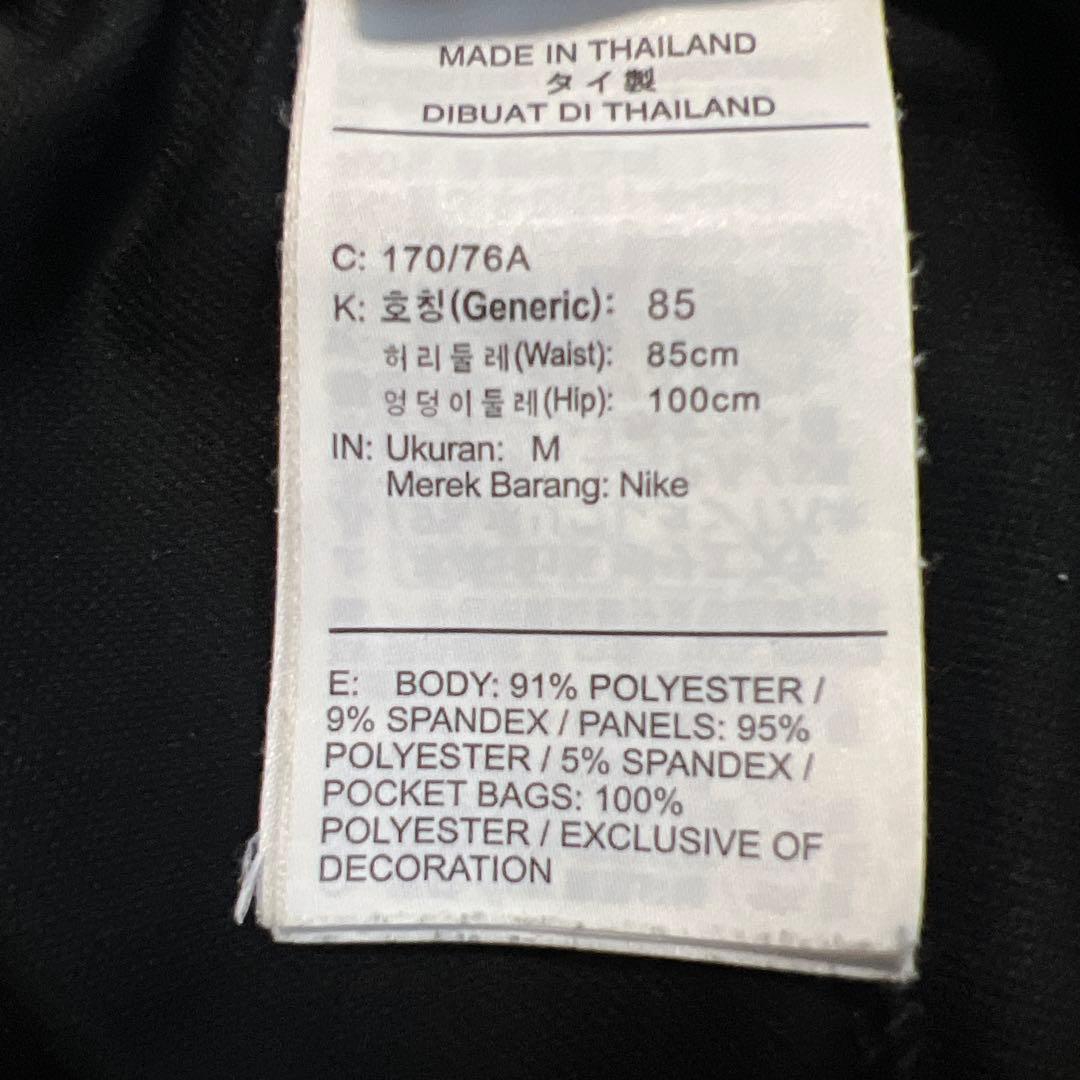 MADE IN THAILAND
タイ製
DIBUAT DI THAILAND
C: 170/76A
K: 호칭(Generic): 85
허리둘레(Waist): 85cm
엉덩이둘레(Hip): 100cm
IN: Ukuran: M
Merek Barang: Nike
E: BODY: 91% POLYESTER /
9% SPANDEX / PANELS: 95%
POLYESTER / 5% SPANDEX /
POCKET BAGS: 100%
POLYESTER / EXCLUSIVE OF
DECORATION